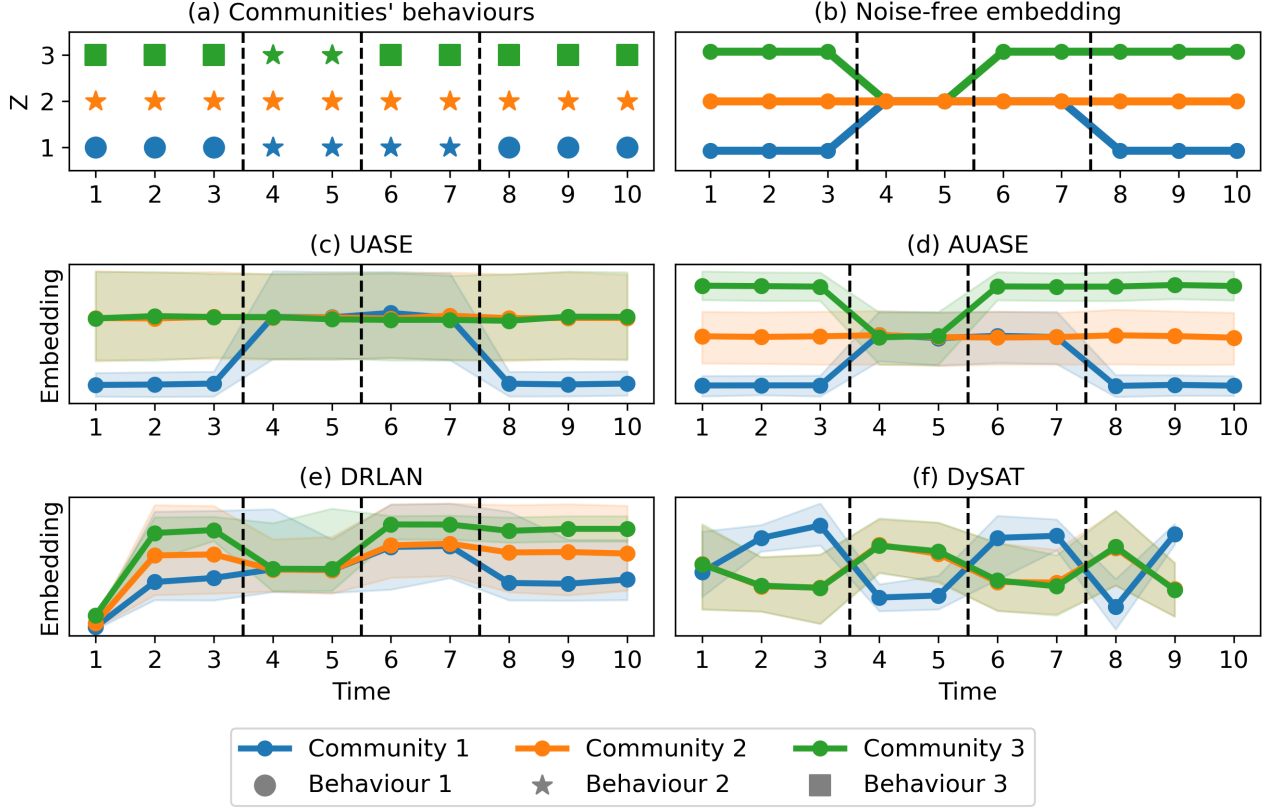 (a) Communities' behaviours
(b) Noise-free embedding
Z
3
2
1
1 2 3 4 5 6 7 8 9 10
1 2 3 4 5 6 7 8 9 10
(c) UASE
(d) AUASE
Embedding
1 2 3 4 5 6 7 8 9 10
1 2 3 4 5 6 7 8 9 10
(e) DRLAN
(f) DySAT
Embedding
1 2 3 4 5 6 7 8 9 10
1 2 3 4 5 6 7 8 9 10
Time
Time
Community 1
Community 2
Community 3
Behaviour 1
Behaviour 2
Behaviour 3